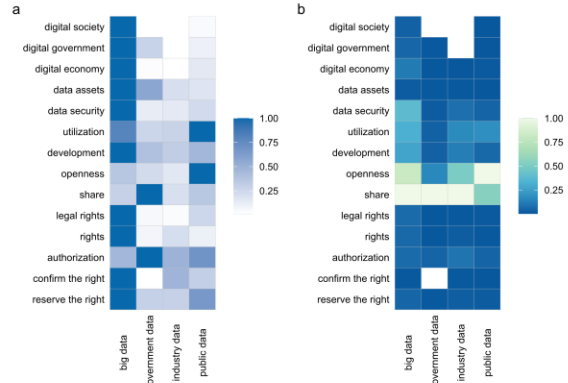 a
digital society
digital government
digital economy
data assets
data security
utilization
development
openness
share
legal rights
rights
authorization
confirm the right
reserve the right
big data
overnment data
industry data
public data
1.00
0.75
0.50
0.25
b
digital society
digital government
digital economy
data assets
data security
utilization
development
openness
share
legal rights
rights
authorization
confirm the right
reserve the right
big data
overnment data
industry data
public data
1.00
0.75
0.50
0.25